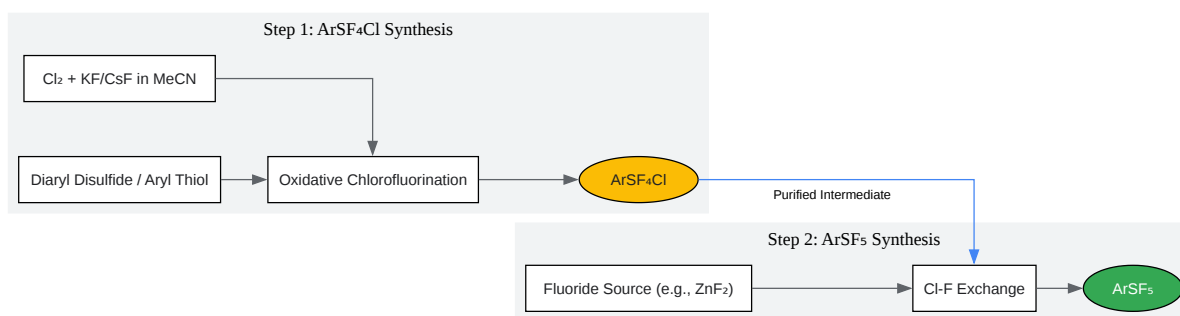 Step 1: ArSF₄Cl Synthesis
Cl₂ + KF/CsF in MeCN
Diaryl Disulfide / Aryl Thiol
Oxidative Chlorofluorination
ArSF₄Cl
Purified Intermediate
Step 2: ArSF₅ Synthesis
Fluoride Source (e.g., ZnF₂)
Cl-F Exchange
ArSF₅